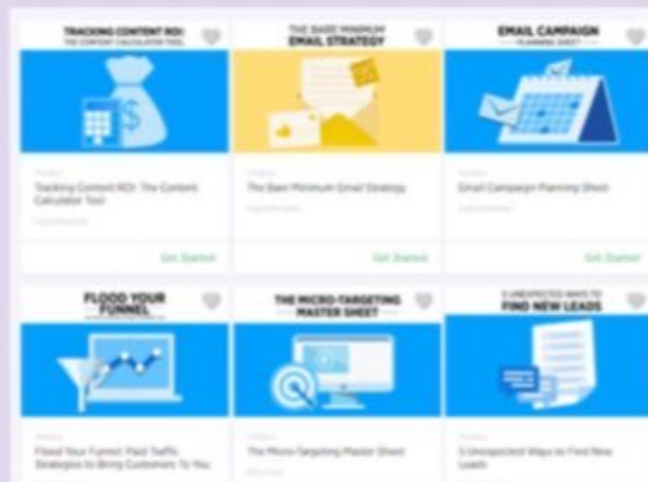 TRACKING CONTENT ROI:
THE CONTENT CALCULATOR TOOL
THE BARE MINIMUM
EMAIL STRATEGY
EMAIL CAMPAIGN
PLANNING SHEET
$
Tracking Content ROI: The Content
Calculator Tool
The Bare Minimum Email Strategy
Email Campaign Planning Sheet
Get Started
Get Started
Get Started
FLOOD YOUR
FUNNEL
THE MICRO-TARGETING
MASTER SHEET
5 UNEXPECTED WAYS TO
FIND NEW LEADS
Flood Your Funnel: Paid Traffic
Strategies to Bring Customers To You
The Micro-Targeting Master Sheet
5 Unexpected Ways to Find New
Leads